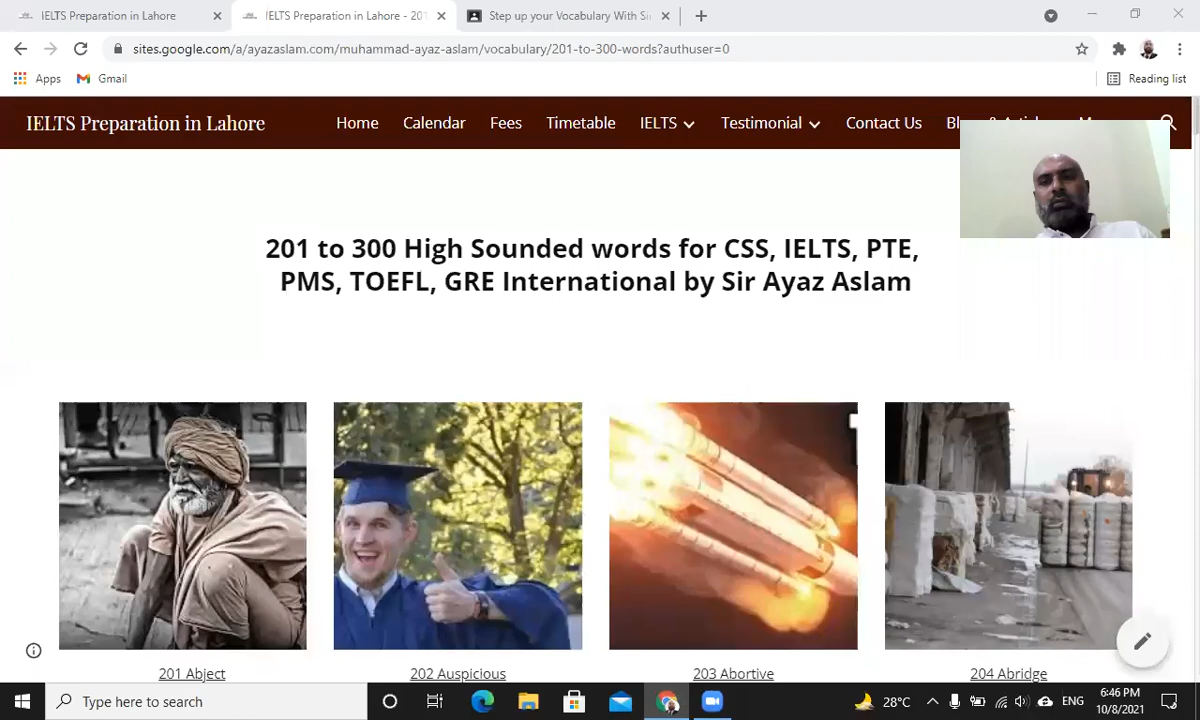 IELTS Preparation in Lahore
IELTS Preparation in Lahore - 201
Step up your Vocabulary With Sir
sites.google.com/a/ayazaslam.com/muhammad-ayaz-aslam/vocabulary/201-to-300-words?authuser=0
Apps Gmail Reading list
IELTS Preparation in Lahore Home Calendar Fees Timetable IELTS Testimonial Contact Us
201 to 300 High Sounded words for CSS, IELTS, PTE,
PMS, TOEFL, GRE International by Sir Ayaz Aslam
201 Abject 202 Auspicious 203 Abortive 204 Abridge
Type here to search 28°C ENG 6:46 PM
10/8/2021